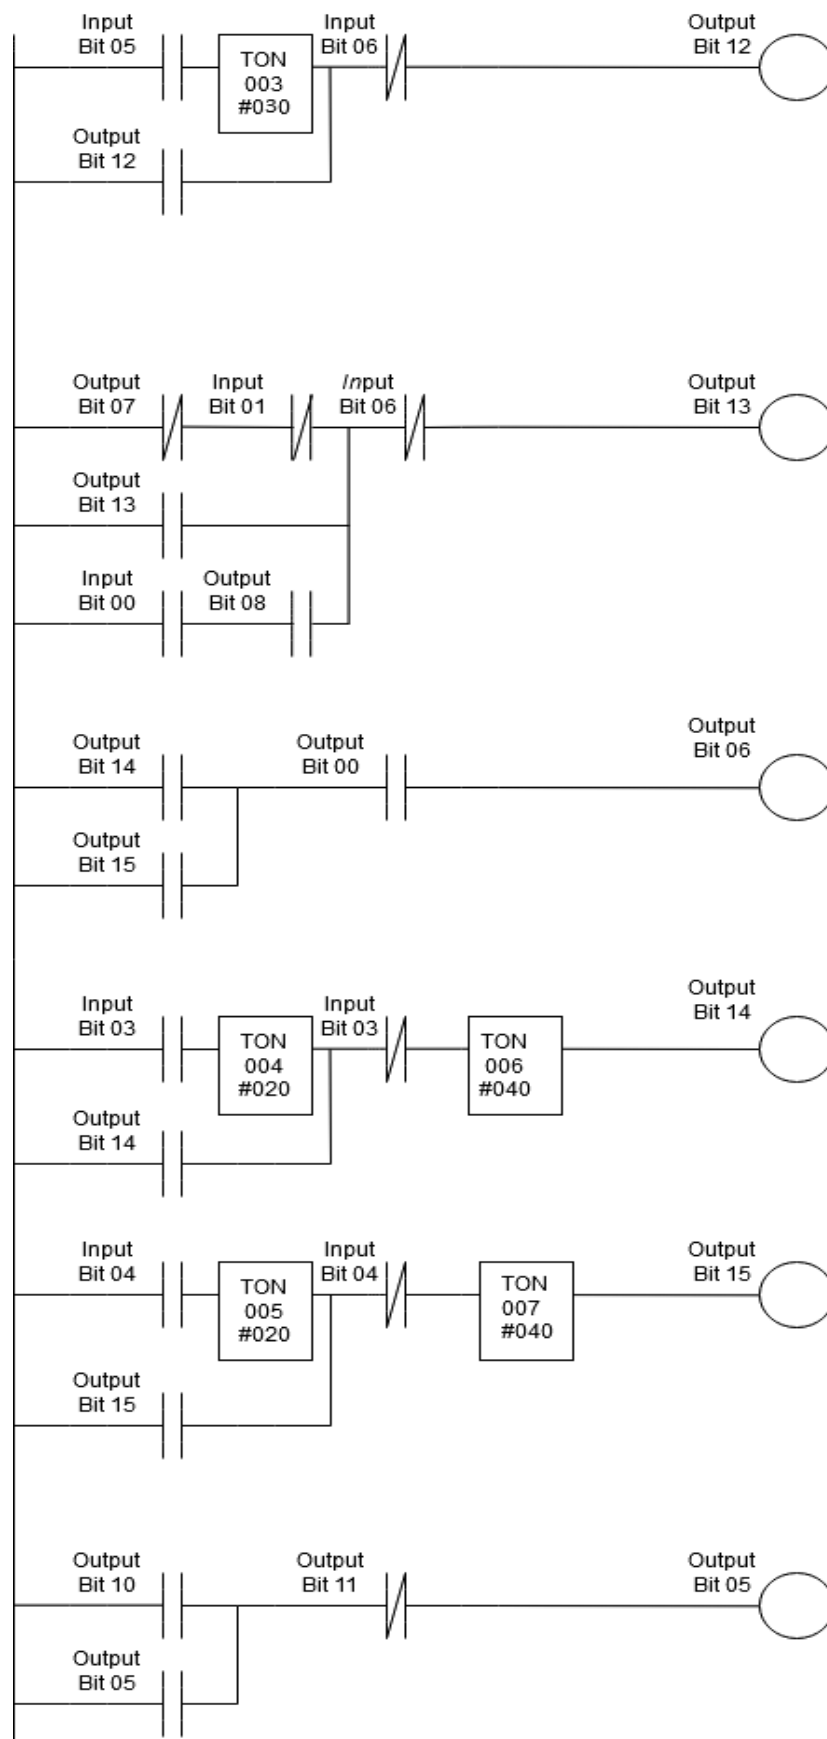 Input
Bit 05
TON
003
#030
Input
Bit 06
Output
Bit 12
Output
Bit 12
Output
Bit 07
Input
Bit 01
Input
Bit 06
Output
Bit 13
Output
Bit 13
Input
Bit 00
Output
Bit 08
Output
Bit 14
Output
Bit 00
Output
Bit 06
Output
Bit 15
Input
Bit 03
TON
004
#020
Input
Bit 03
TON
006
#040
Output
Bit 14
Output
Bit 14
Input
Bit 04
TON
005
#020
Input
Bit 04
TON
007
#040
Output
Bit 15
Output
Bit 15
Output
Bit 10
Output
Bit 11
Output
Bit 05
Output
Bit 05